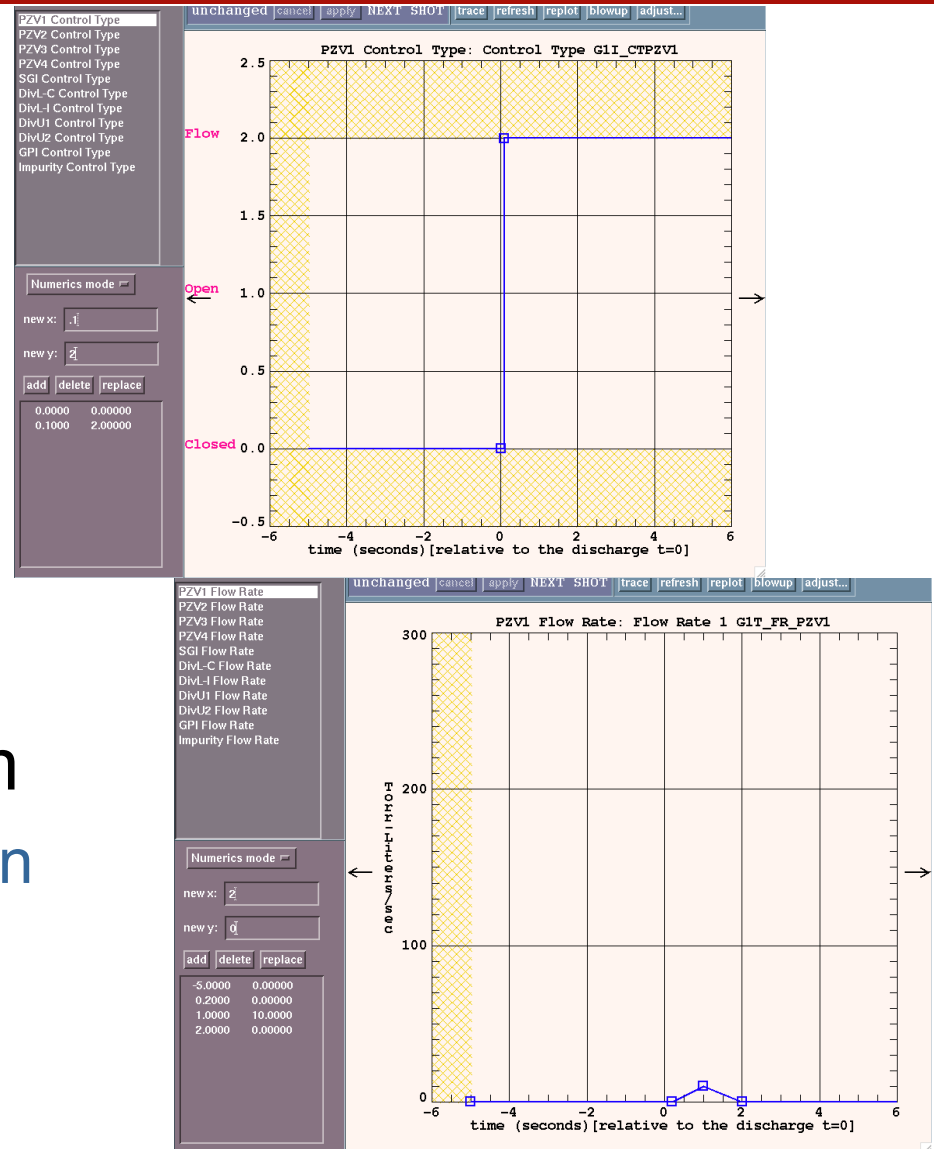 PZV1 Control Type
PZV2 Control Type
PZV3 Control Type
PZV4 Control Type
SGI Control Type
DivL-C Control Type
DivL-I Control Type
DivU1 Control Type
DivU2 Control Type
GPI Control Type
Impurity Control Type
unchanged cancel apply NEXT SHOT trace refresh replot blowup adjust...
PZV1 Control Type: Control Type G1I_CTPZV1
2.5
Flow 2.0
1.5
Open 1.0
0.5
Closed 0.0
-0.5
-6 -4 -2 0 2 4 6
time (seconds)[relative to the discharge t=0]
Numerics mode
new x: .1
new y: 2
add delete replace
0.0000 0.00000
0.1000 2.00000
PZV1 Flow Rate
PZV2 Flow Rate
PZV3 Flow Rate
PZV4 Flow Rate
SGI Flow Rate
DivL-C Flow Rate
DivL-I Flow Rate
DivU1 Flow Rate
DivU2 Flow Rate
GPI Flow Rate
Impurity Flow Rate
unchanged cancel apply NEXT SHOT trace refresh replot blowup adjust...
PZV1 Flow Rate: Flow Rate 1 G1T_FR_PZV1
300
200
100
0
Torr-Liters/sec
-6 -4 -2 0 2 4 6
time (seconds)[relative to the discharge t=0]
Numerics mode
new x: 2
new y: 0
add delete replace
-5.0000 0.00000
0.2000 0.00000
1.0000 10.0000
2.0000 0.00000
n
n